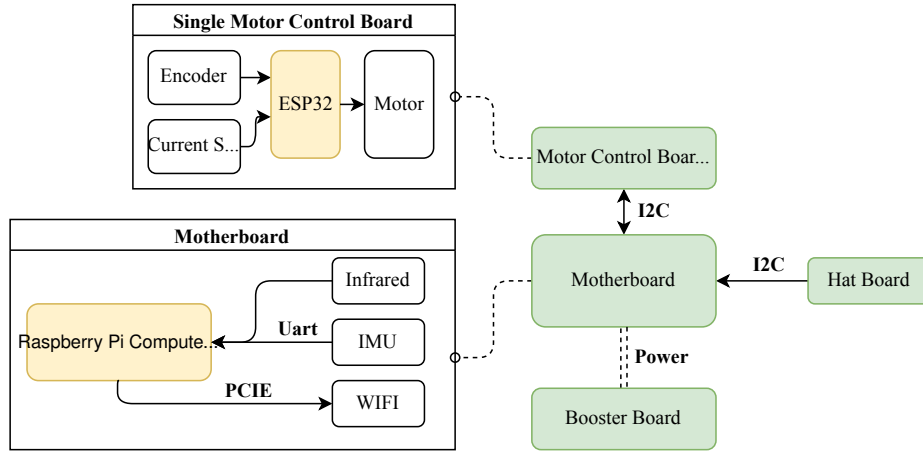 Single Motor Control Board
Encoder
Current S...
ESP32
Motor
Motor Control Boar...
I2C
Motherboard
Infrared
Raspberry Pi Compute...
Uart
IMU
PCIE
WIFI
Motherboard
I2C
Hat Board
Power
Booster Board